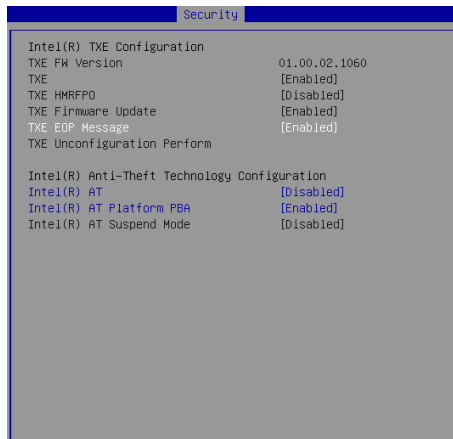 Security
Intel(R) TXE Configuration
TXE FW Version 01.00.02.1060
TXE [Enabled]
TXE HMRFPO [Disabled]
TXE Firmware Update [Enabled]
TXE EOP Message [Enabled]
TXE Unconfiguration Perform
Intel(R) Anti-Theft Technology Configuration
Intel(R) AT [Disabled]
Intel(R) AT Platform PBA [Enabled]
Intel(R) AT Suspend Mode [Disabled]